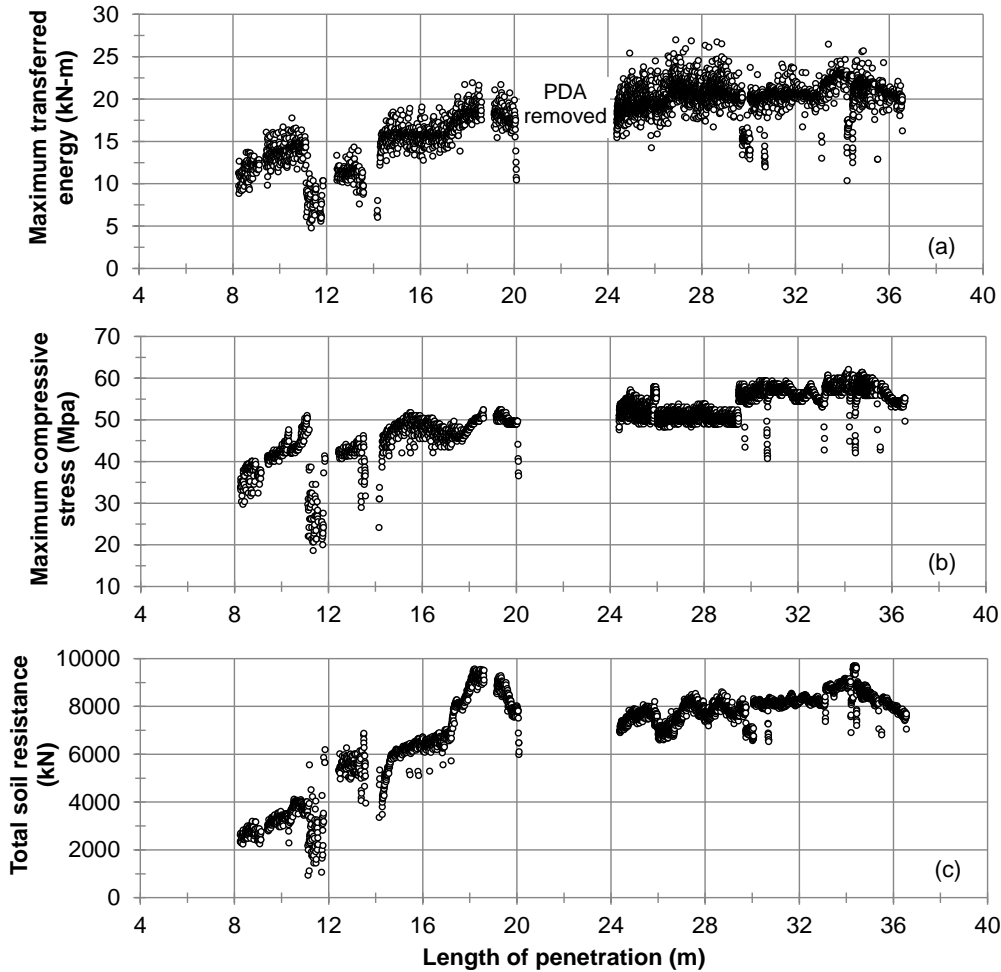 Maximum transferred
energy (kN-m)
30
25
20
15
10
5
0
PDA
removed
(a)
4 8 12 16 20 24 28 32 36 40
Maximum compressive
stress (Mpa)
70
60
50
40
30
20
10
(b)
4 8 12 16 20 24 28 32 36 40
Total soil resistance
(kN)
10000
8000
6000
4000
2000
0
(c)
4 8 12 16 20 24 28 32 36 40
Length of penetration (m)